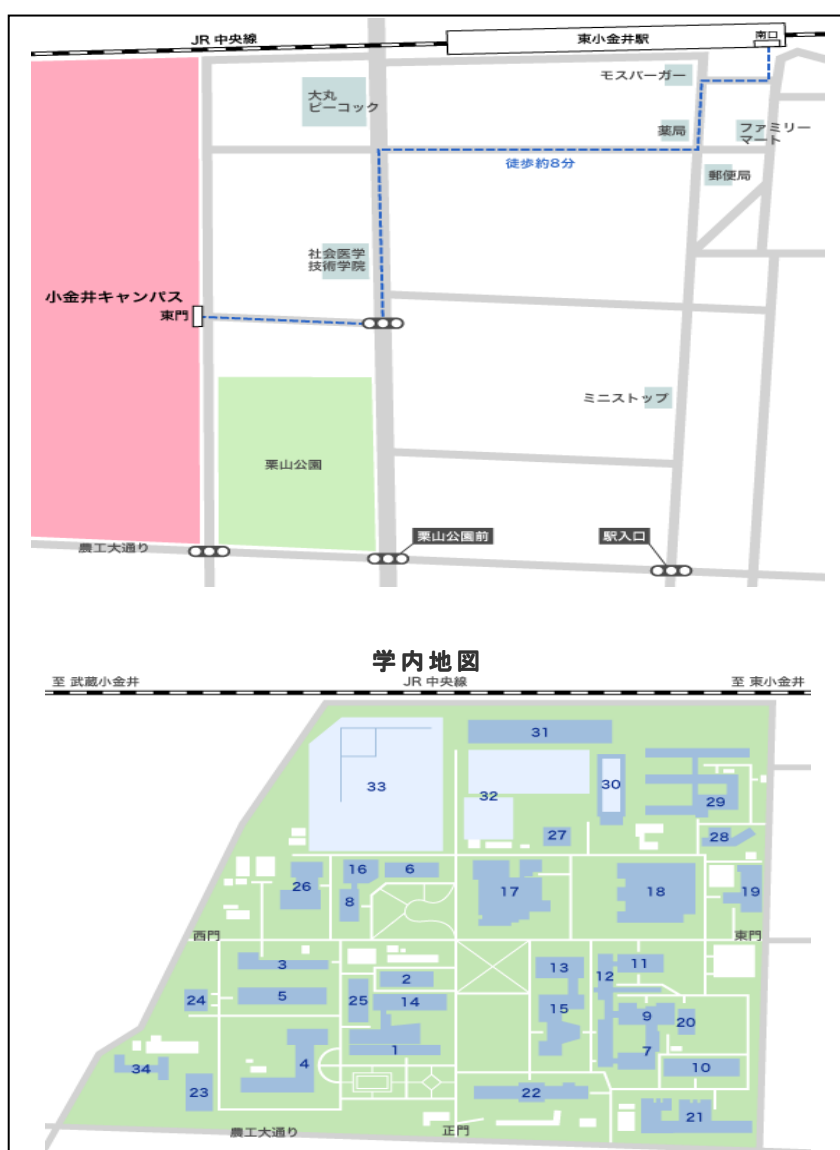 JR 中央線
東小金井駅
南口
モスバーガー
大丸
ピーコック
薬局
ファミリー
マート
徒歩約8分
郵便局
社会医学
技術学院
小金井キャンパス
東門
ミニストップ
栗山公園
農工大通り
栗山公園前
駅入口
学内地図
至 武蔵小金井
JR 中央線
至 東小金井
31
33
30
32
29
27
28
16
6
26
17
18
19
8
西門
東門
3
13
11
2
12
5
24
25
14
15
9
20
1
7
4
34
10
23
22
21
農工大通り
正門